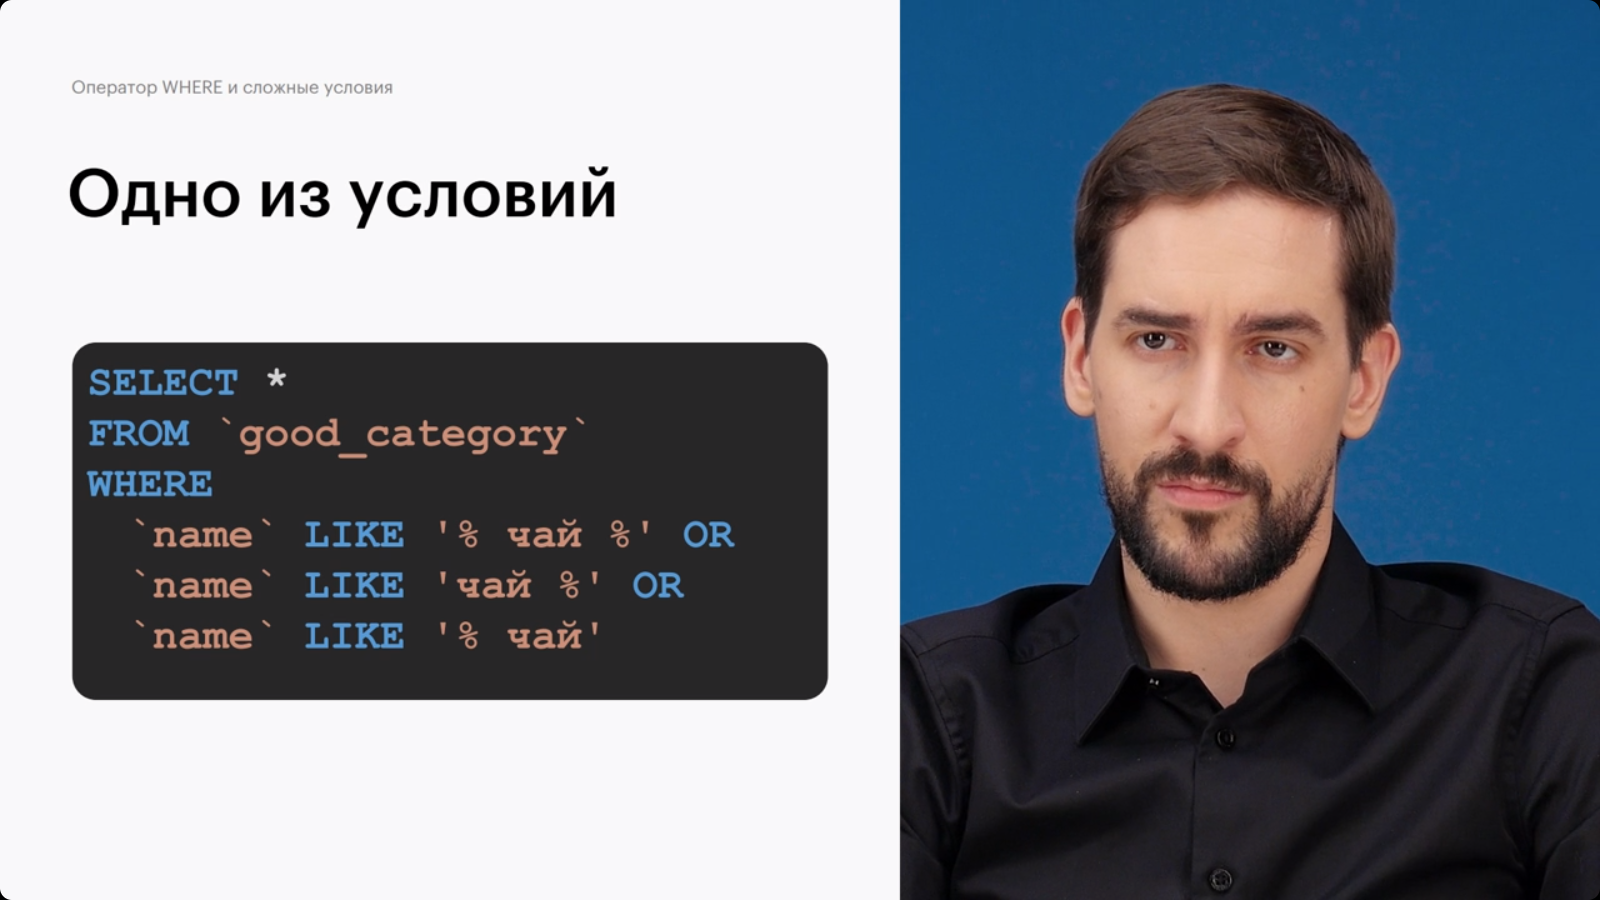 Оператор WHERE и сложные условия
Одно из условий
SELECT *
FROM `good_category`
WHERE
`name` LIKE '% чай %' OR
`name` LIKE 'чай %' OR
`name` LIKE '% чай'